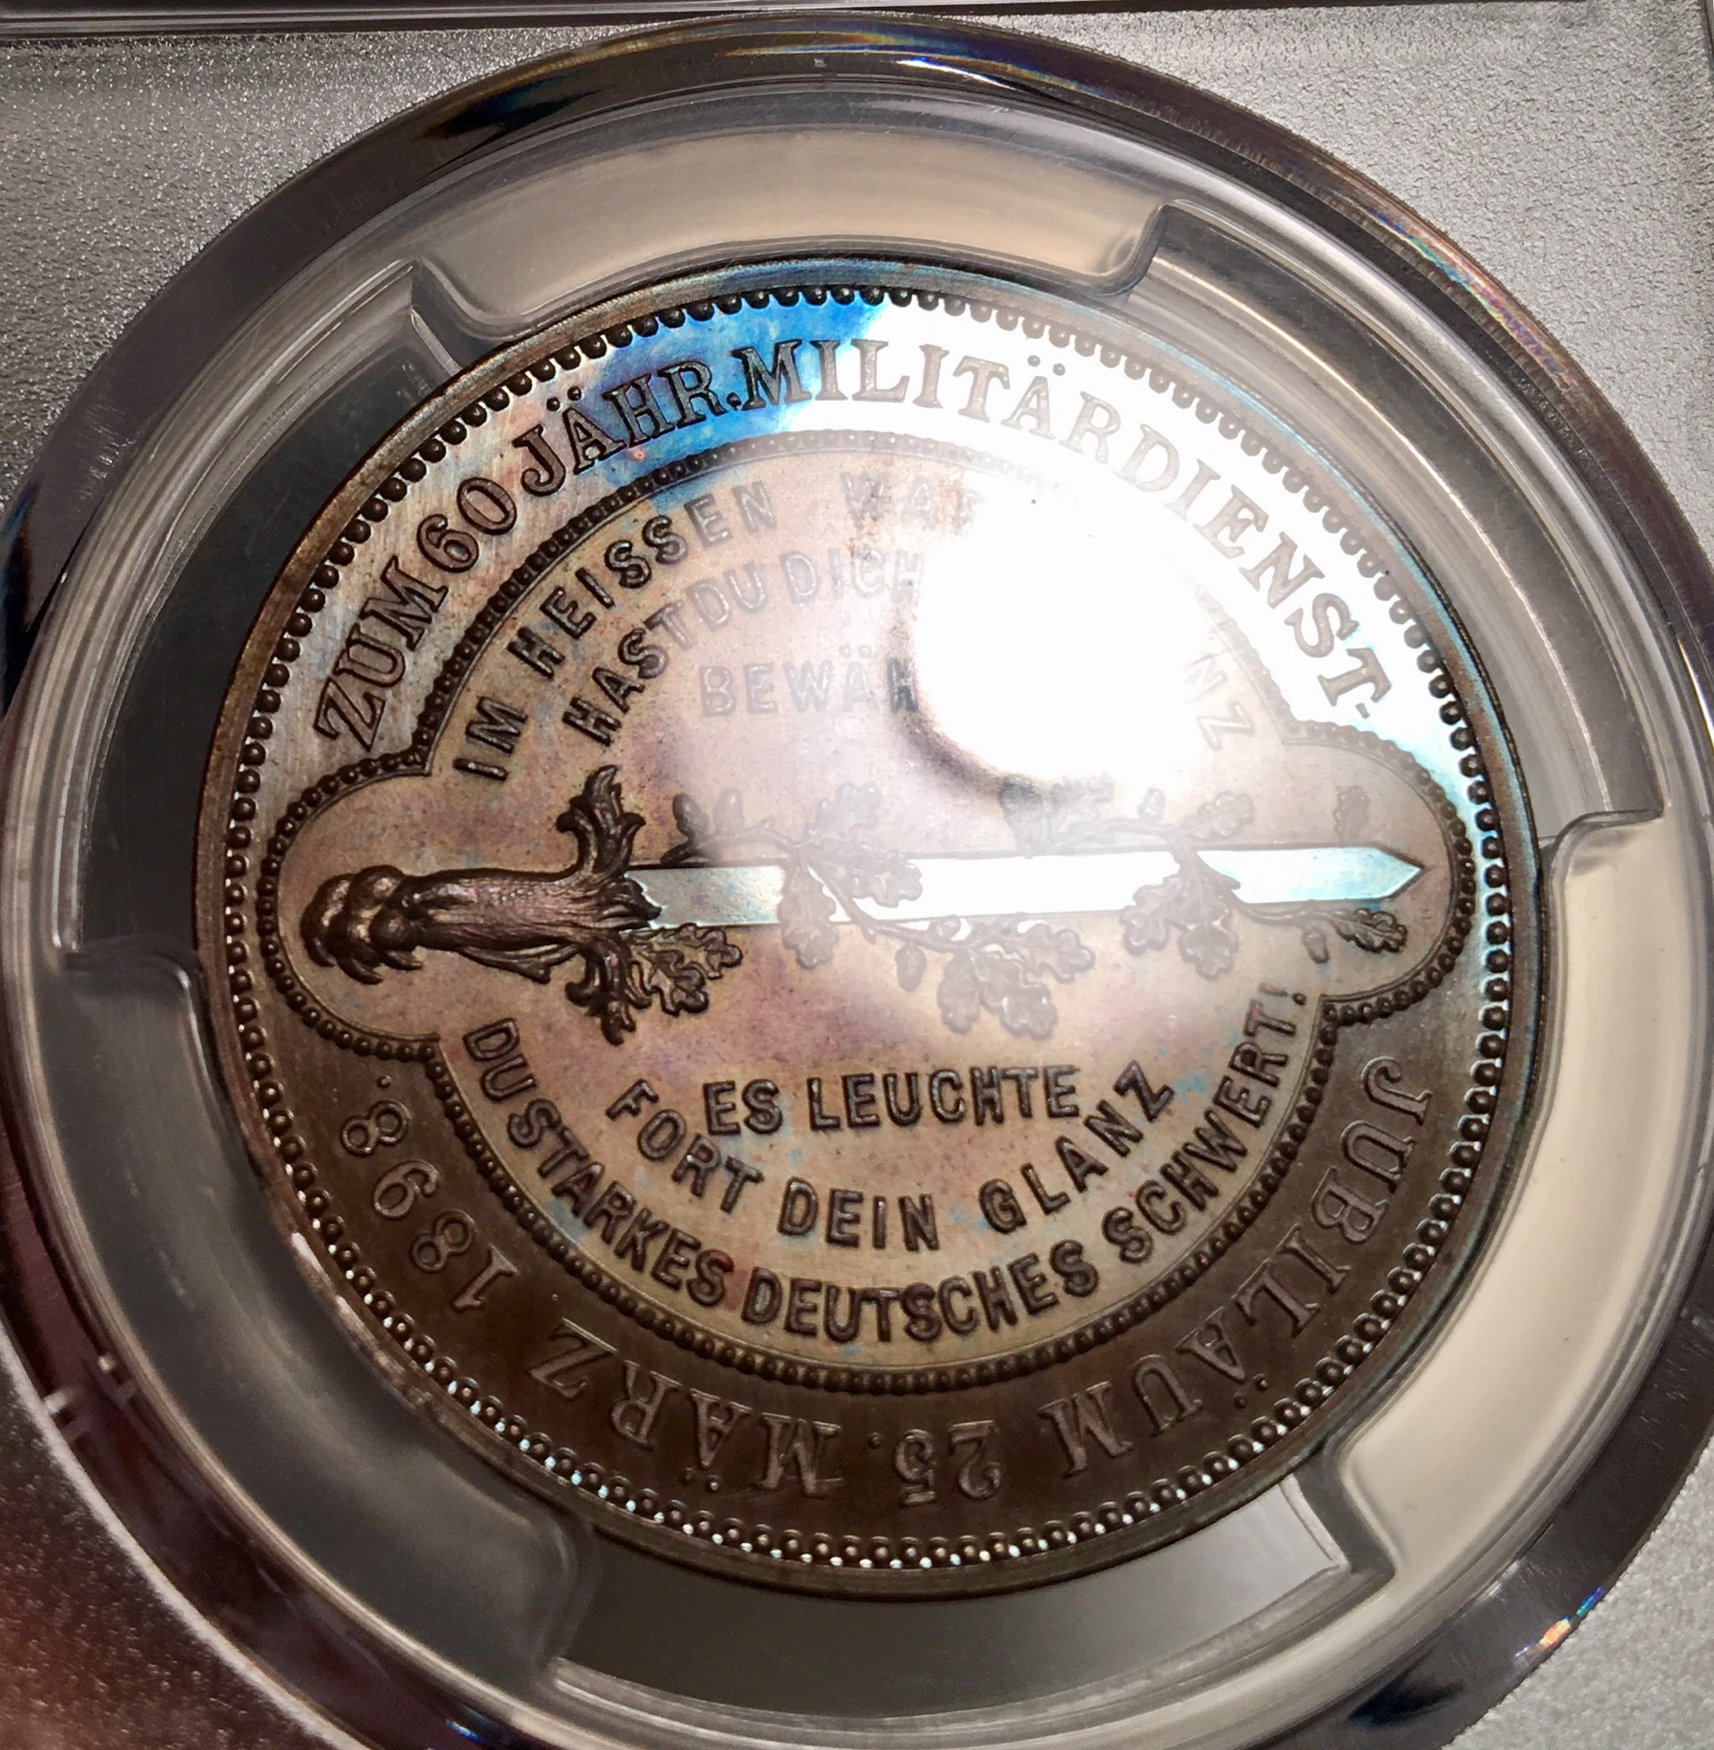 ZUM 60 JÄHR. MILITÄRDIENST-
JUBILÄUM 25. MÄRZ 1898.
IM HEISSEN
HAST DU DICH
ES LEUCHTE
FORT DEIN GLANZ
DU STARKES DEUTSCHES SCHWERT!